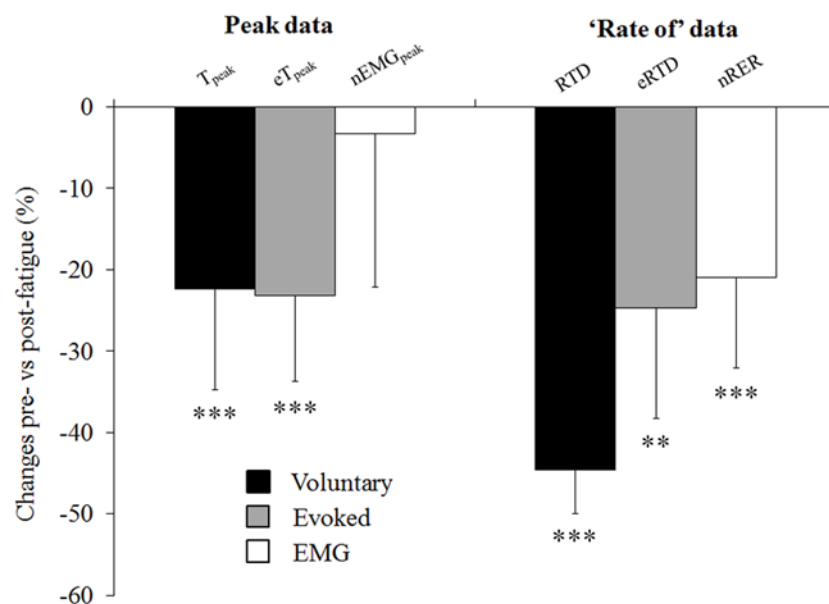 Peak data
'Rate of' data
Tpeak
eTpeak
nEMGpeak
RTD
eRTD
nRER
Changes pre- vs post-fatigue (%)
0
-10
-20
-30
-40
-50
-60
***
***
***
**
***
Voluntary
Evoked
EMG